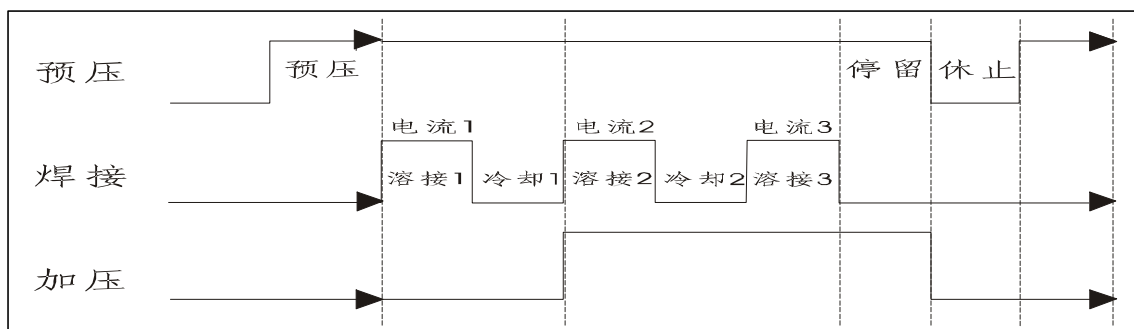 预压 预压 停留 休止
电流1 电流2 电流3
焊接 溶接1 冷却1 溶接2 冷却2 溶接3
加压